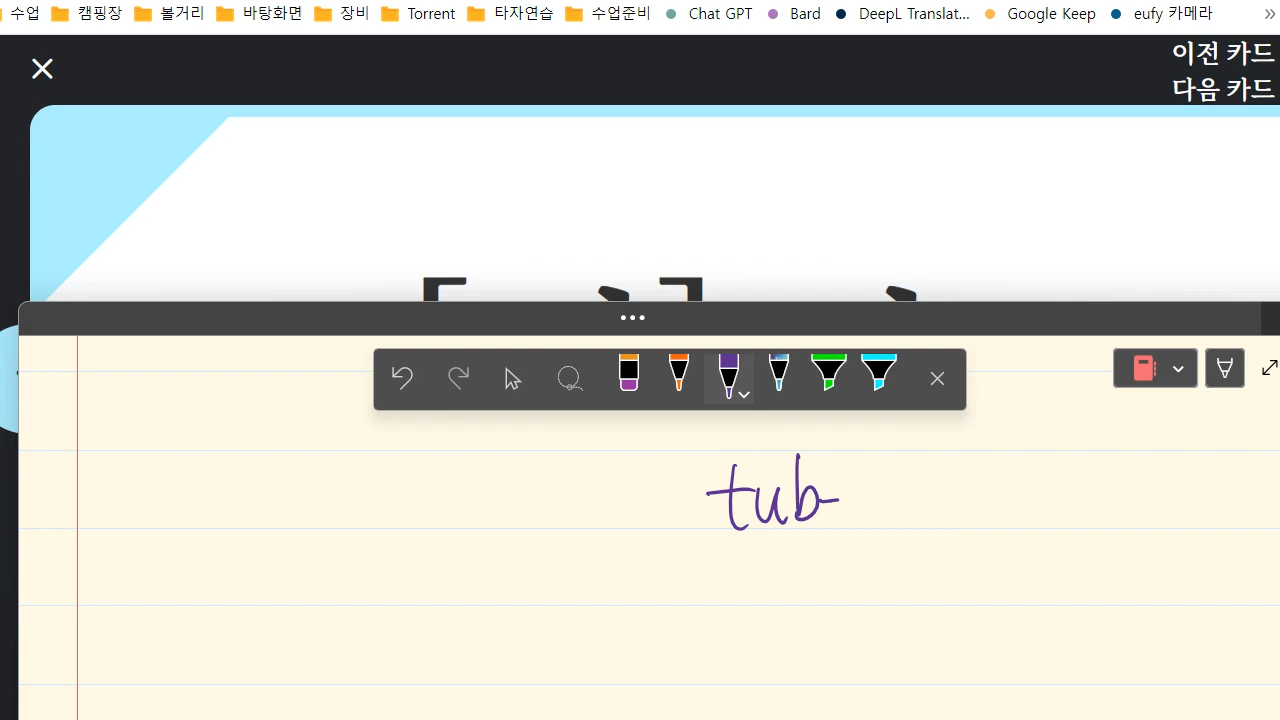 수업 캠핑장 볼거리 바탕화면 장비 Torrent 타자연습 수업준비 Chat GPT Bard DeepL Translat... Google Keep eufy 카메라 »
이전 카드
다음 카드
tub